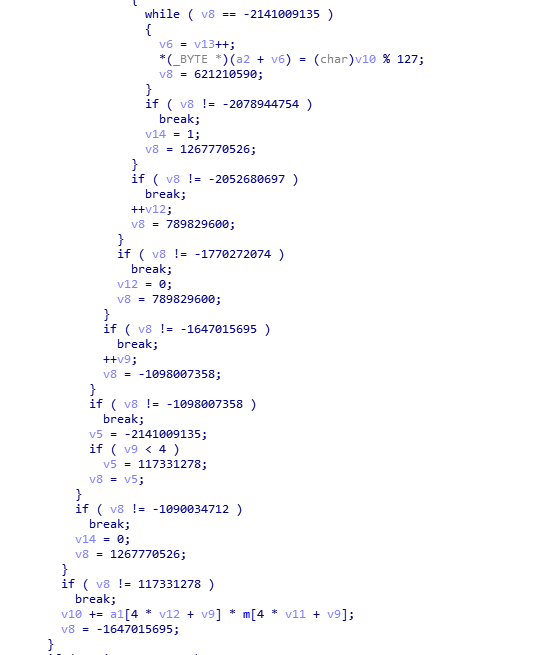 {
while ( v8 == -2141009135 )
{
v6 = v13++;
*(_BYTE *)(a2 + v6) = (char)v10 % 127;
v8 = 621210590;
}
if ( v8 != -2078944754 )
break;
v14 = 1;
v8 = 1267770526;
}
if ( v8 != -2052680697 )
break;
++v12;
v8 = 789829600;
}
if ( v8 != -1770272074 )
break;
v12 = 0;
v8 = 789829600;
}
if ( v8 != -1647015695 )
break;
++v9;
v8 = -1098007358;
}
if ( v8 != -1098007358 )
break;
v5 = -2141009135;
if ( v9 < 4 )
v5 = 117331278;
v8 = v5;
}
if ( v8 != -1090034712 )
break;
v14 = 0;
v8 = 1267770526;
}
if ( v8 != 117331278 )
break;
v10 += a1[4 * v12 + v9] * m[4 * v11 + v9];
v8 = -1647015695;
}